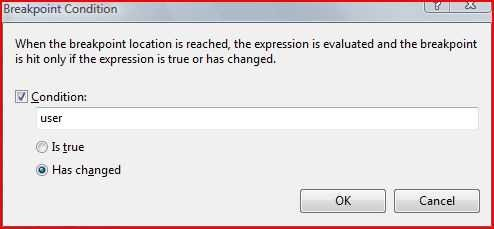 Breakpoint Condition
When the breakpoint location is reached, the expression is evaluated and the breakpoint
is hit only if the expression is true or has changed.
Condition:
user
Is true
Has changed
OK
Cancel